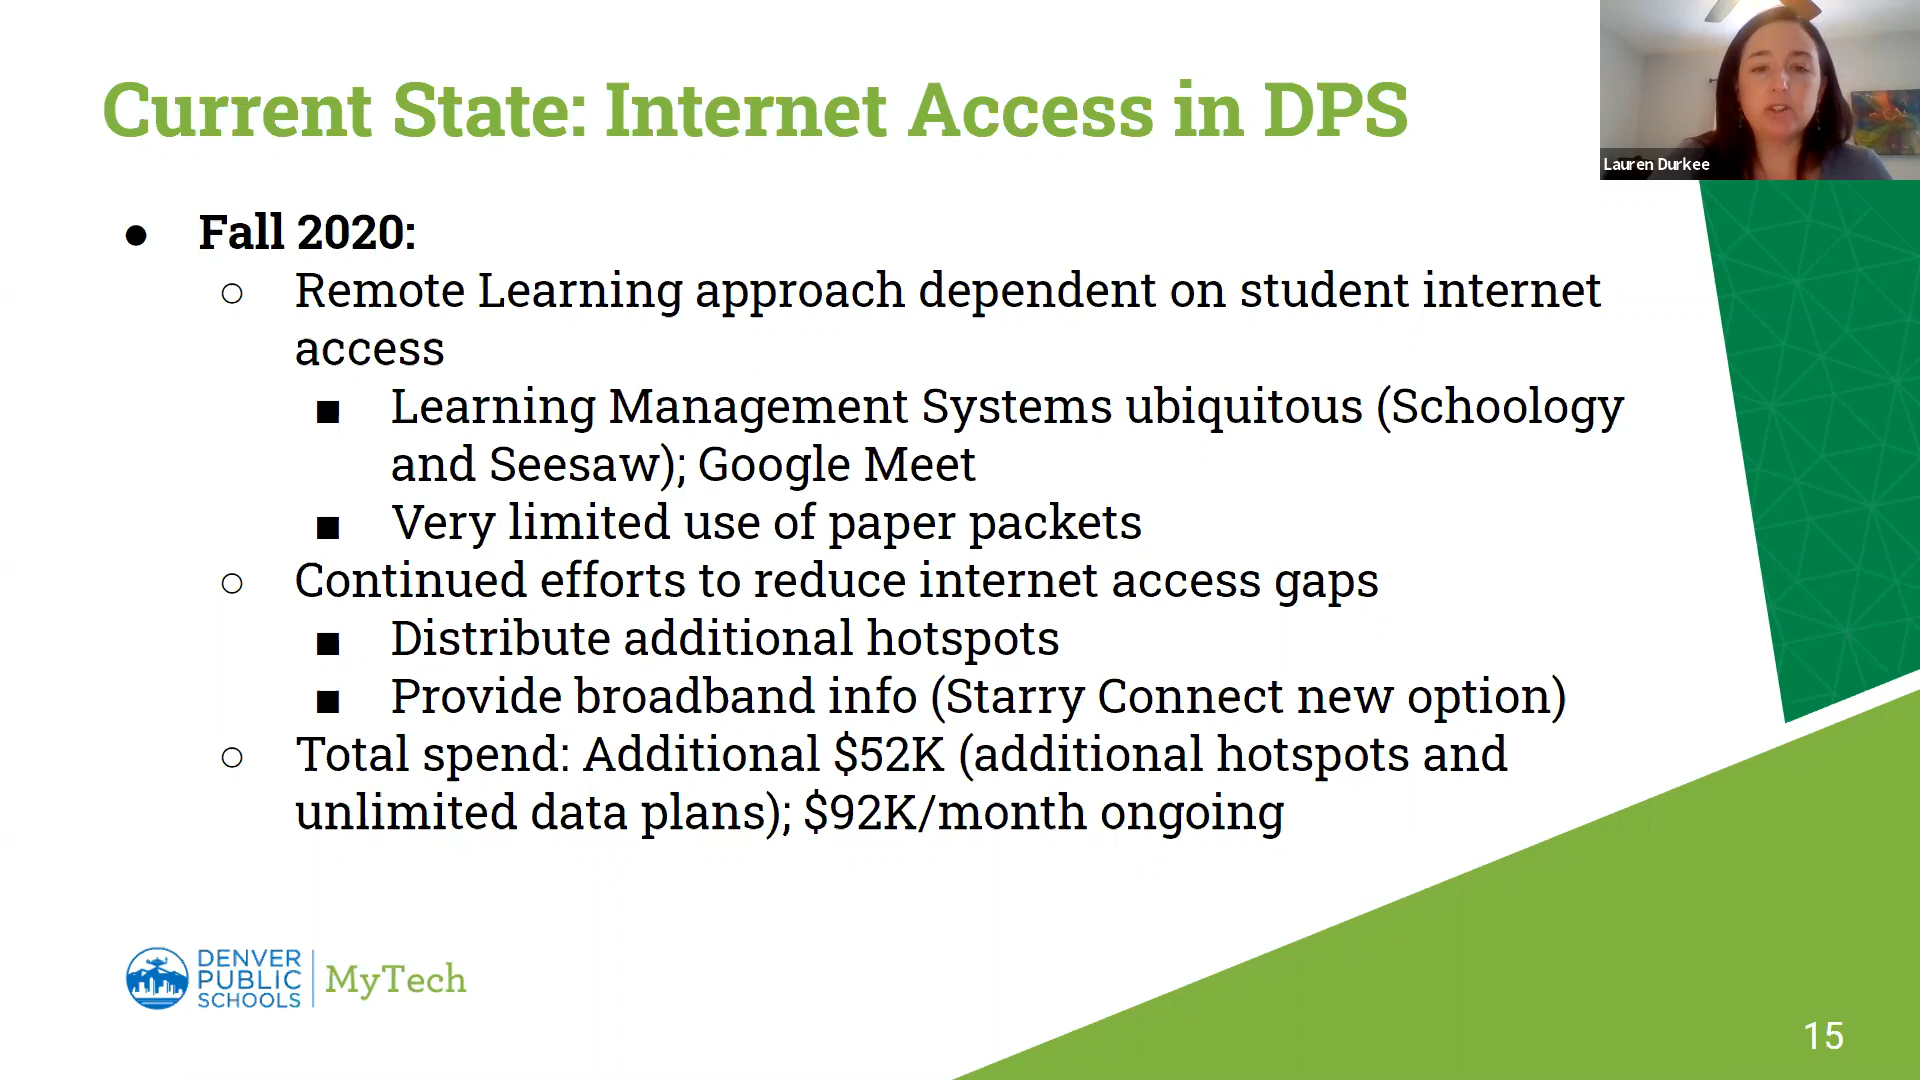 Current State: Internet Access in DPS
Lauren Durkee
● Fall 2020:
○ Remote Learning approach dependent on student internet
access
■ Learning Management Systems ubiquitous (Schoology
and Seesaw); Google Meet
■ Very limited use of paper packets
○ Continued efforts to reduce internet access gaps
■ Distribute additional hotspots
■ Provide broadband info (Starry Connect new option)
○ Total spend: Additional $52K (additional hotspots and
unlimited data plans); $92K/month ongoing
DENVER
PUBLIC
SCHOOLS
MyTech
15